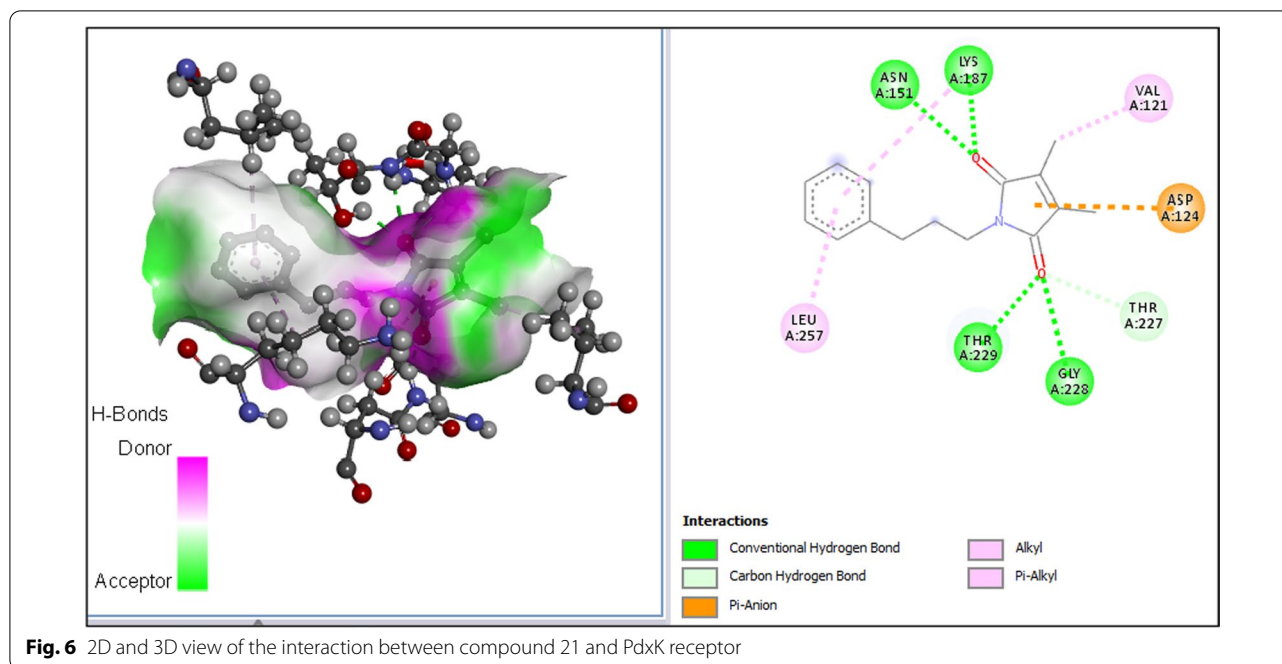 H-Bonds
Donor
Acceptor
ASN
A:151
LYS
A:187
VAL
A:121
ASP
A:124
N
O
O
THR
A:227
LEU
A:257
THR
A:229
GLY
A:228
Interactions
Conventional Hydrogen Bond
Carbon Hydrogen Bond
Pi-Anion
Alkyl
Pi-Alkyl
Fig. 6 2D and 3D view of the interaction between compound 21 and PdxK receptor